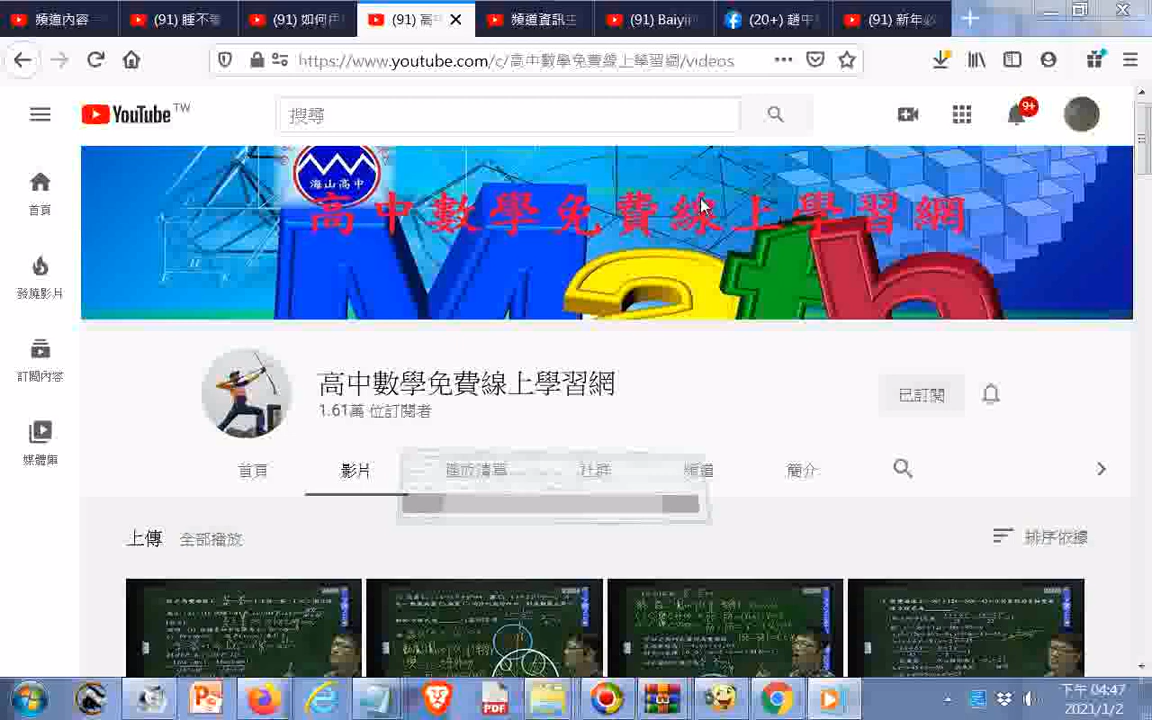 頻道內容
(91) 睡不
(91) 如何用
(91) 高中
頻道資訊主
(91) Baiyi
(20+) 趙中
(91) 新年必
https://www.youtube.com/c/高中數學免費線上學習網/videos
YouTube TW
搜尋
9+
海山高中
高中數學免費線上學習網
Math
首頁
發燒影片
訂閱內容
媒體庫
高中數學免費線上學習網
1.61萬 位訂閱者
已訂閱
首頁 影片 播放清單 社群 頻道 簡介
上傳 全部播放
排序依據
PDF
下午 04:47
2021/1/2